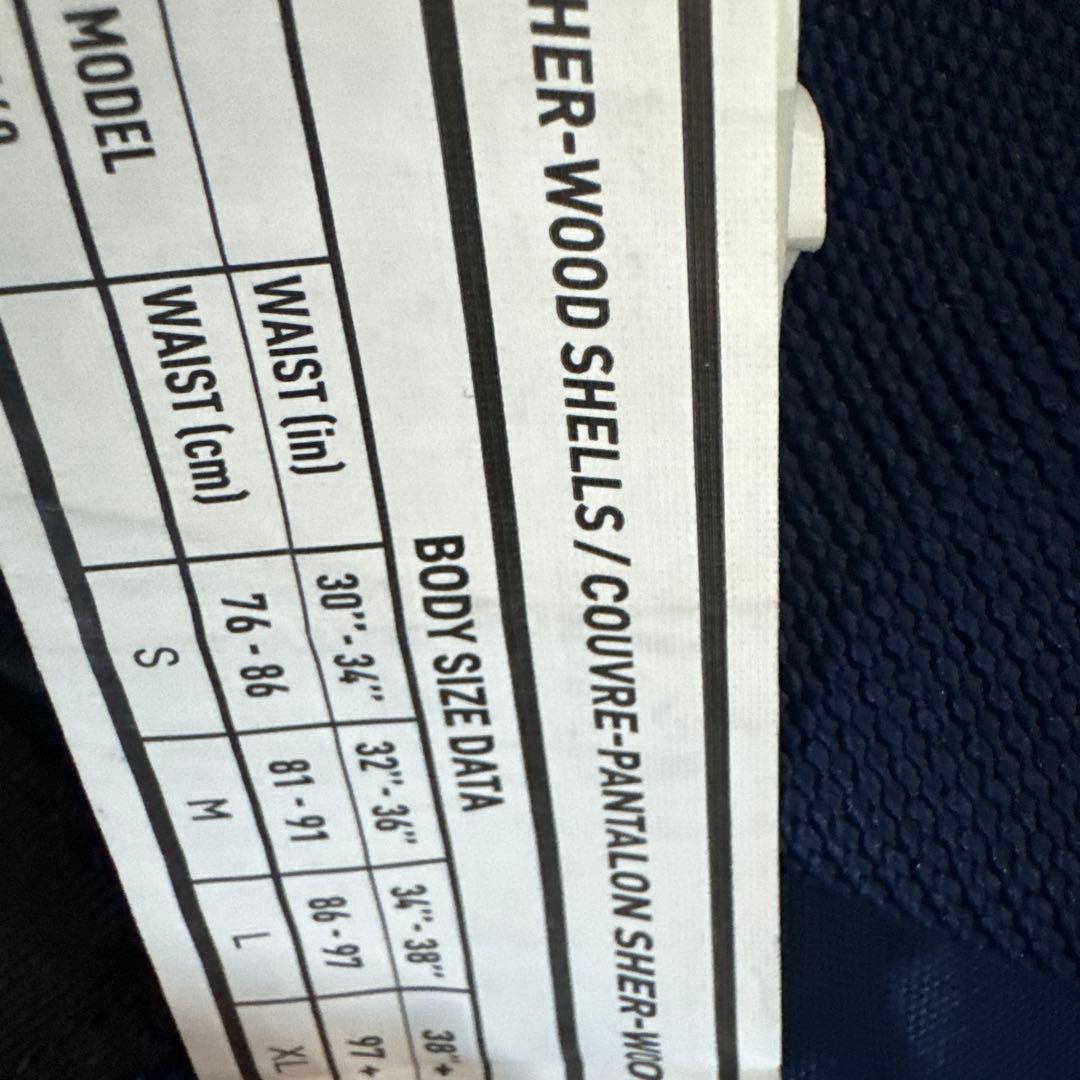 HER-WOOD SHELLS / COUVRE-PANTALON SHER-WOO
BODY SIZE DATA
WAIST (in) 30"- 34" 32"- 36" 34"- 38" 38"+
WAIST (cm) 76 - 86 81 - 91 86 - 97 97 +
MODEL S M L XL